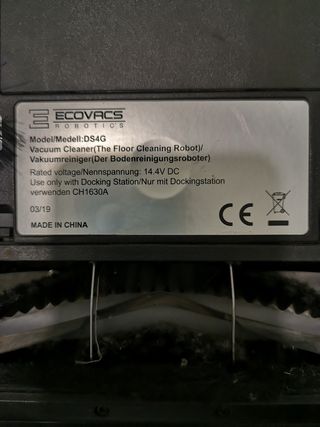 ECOVACS
ROBOTICS
Model/Medell:DS4G
Vacuum Cleaner(The Floor Cleaning Robot)/
Vakuumreiniger(Der Bodenreinigungsroboter)
Rated voltage/Nennspannung: 14.4V DC
Use only with Docking Station/Nur mit Dockingstation
verwenden CH1630A
03/19
MADE IN CHINA
CE